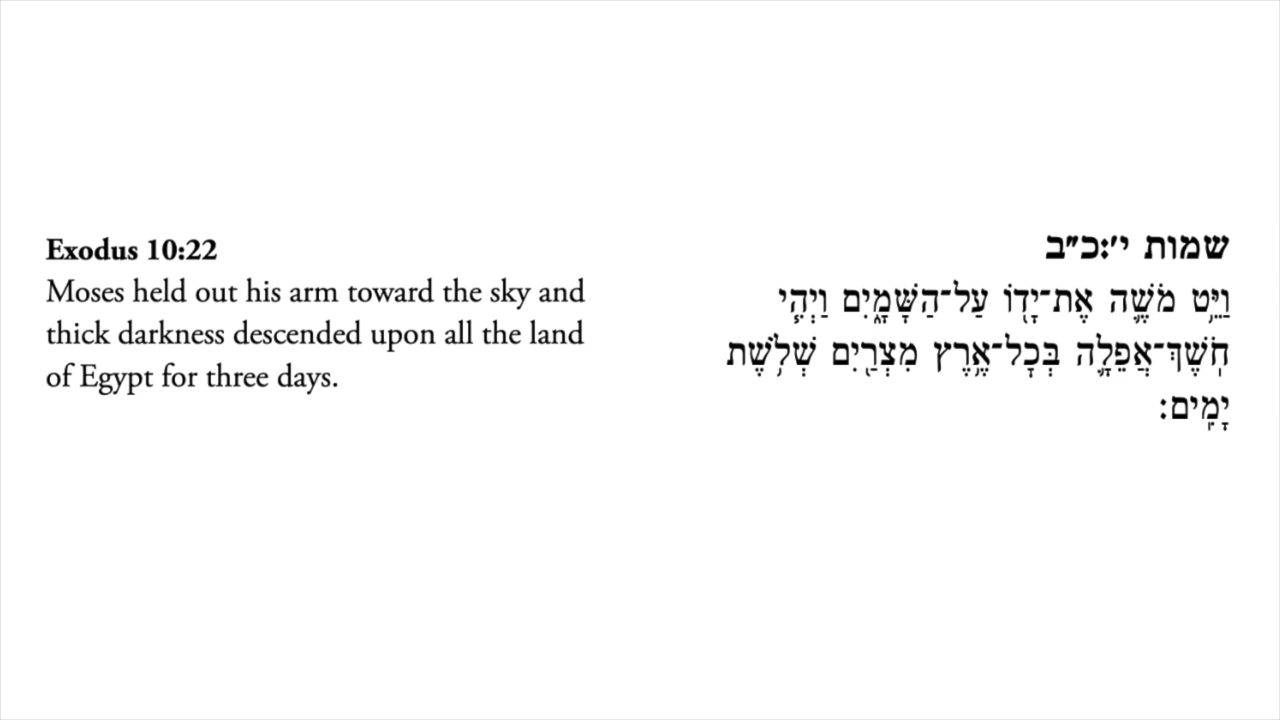 Exodus 10:22
Moses held out his arm toward the sky and
thick darkness descended upon all the land
of Egypt for three days.
שמות י׳:כ״ב
וַיֵּ֥ט מֹשֶׁ֛ה אֶת־יָד֖וֹ עַל־הַשָּׁמָ֑יִם וַיְהִ֧י
חֹֽשֶׁךְ־אֲפֵלָ֛ה בְּכׇל־אֶ֥רֶץ מִצְרַ֖יִם שְׁלֹ֥שֶׁת
יָמִֽים׃